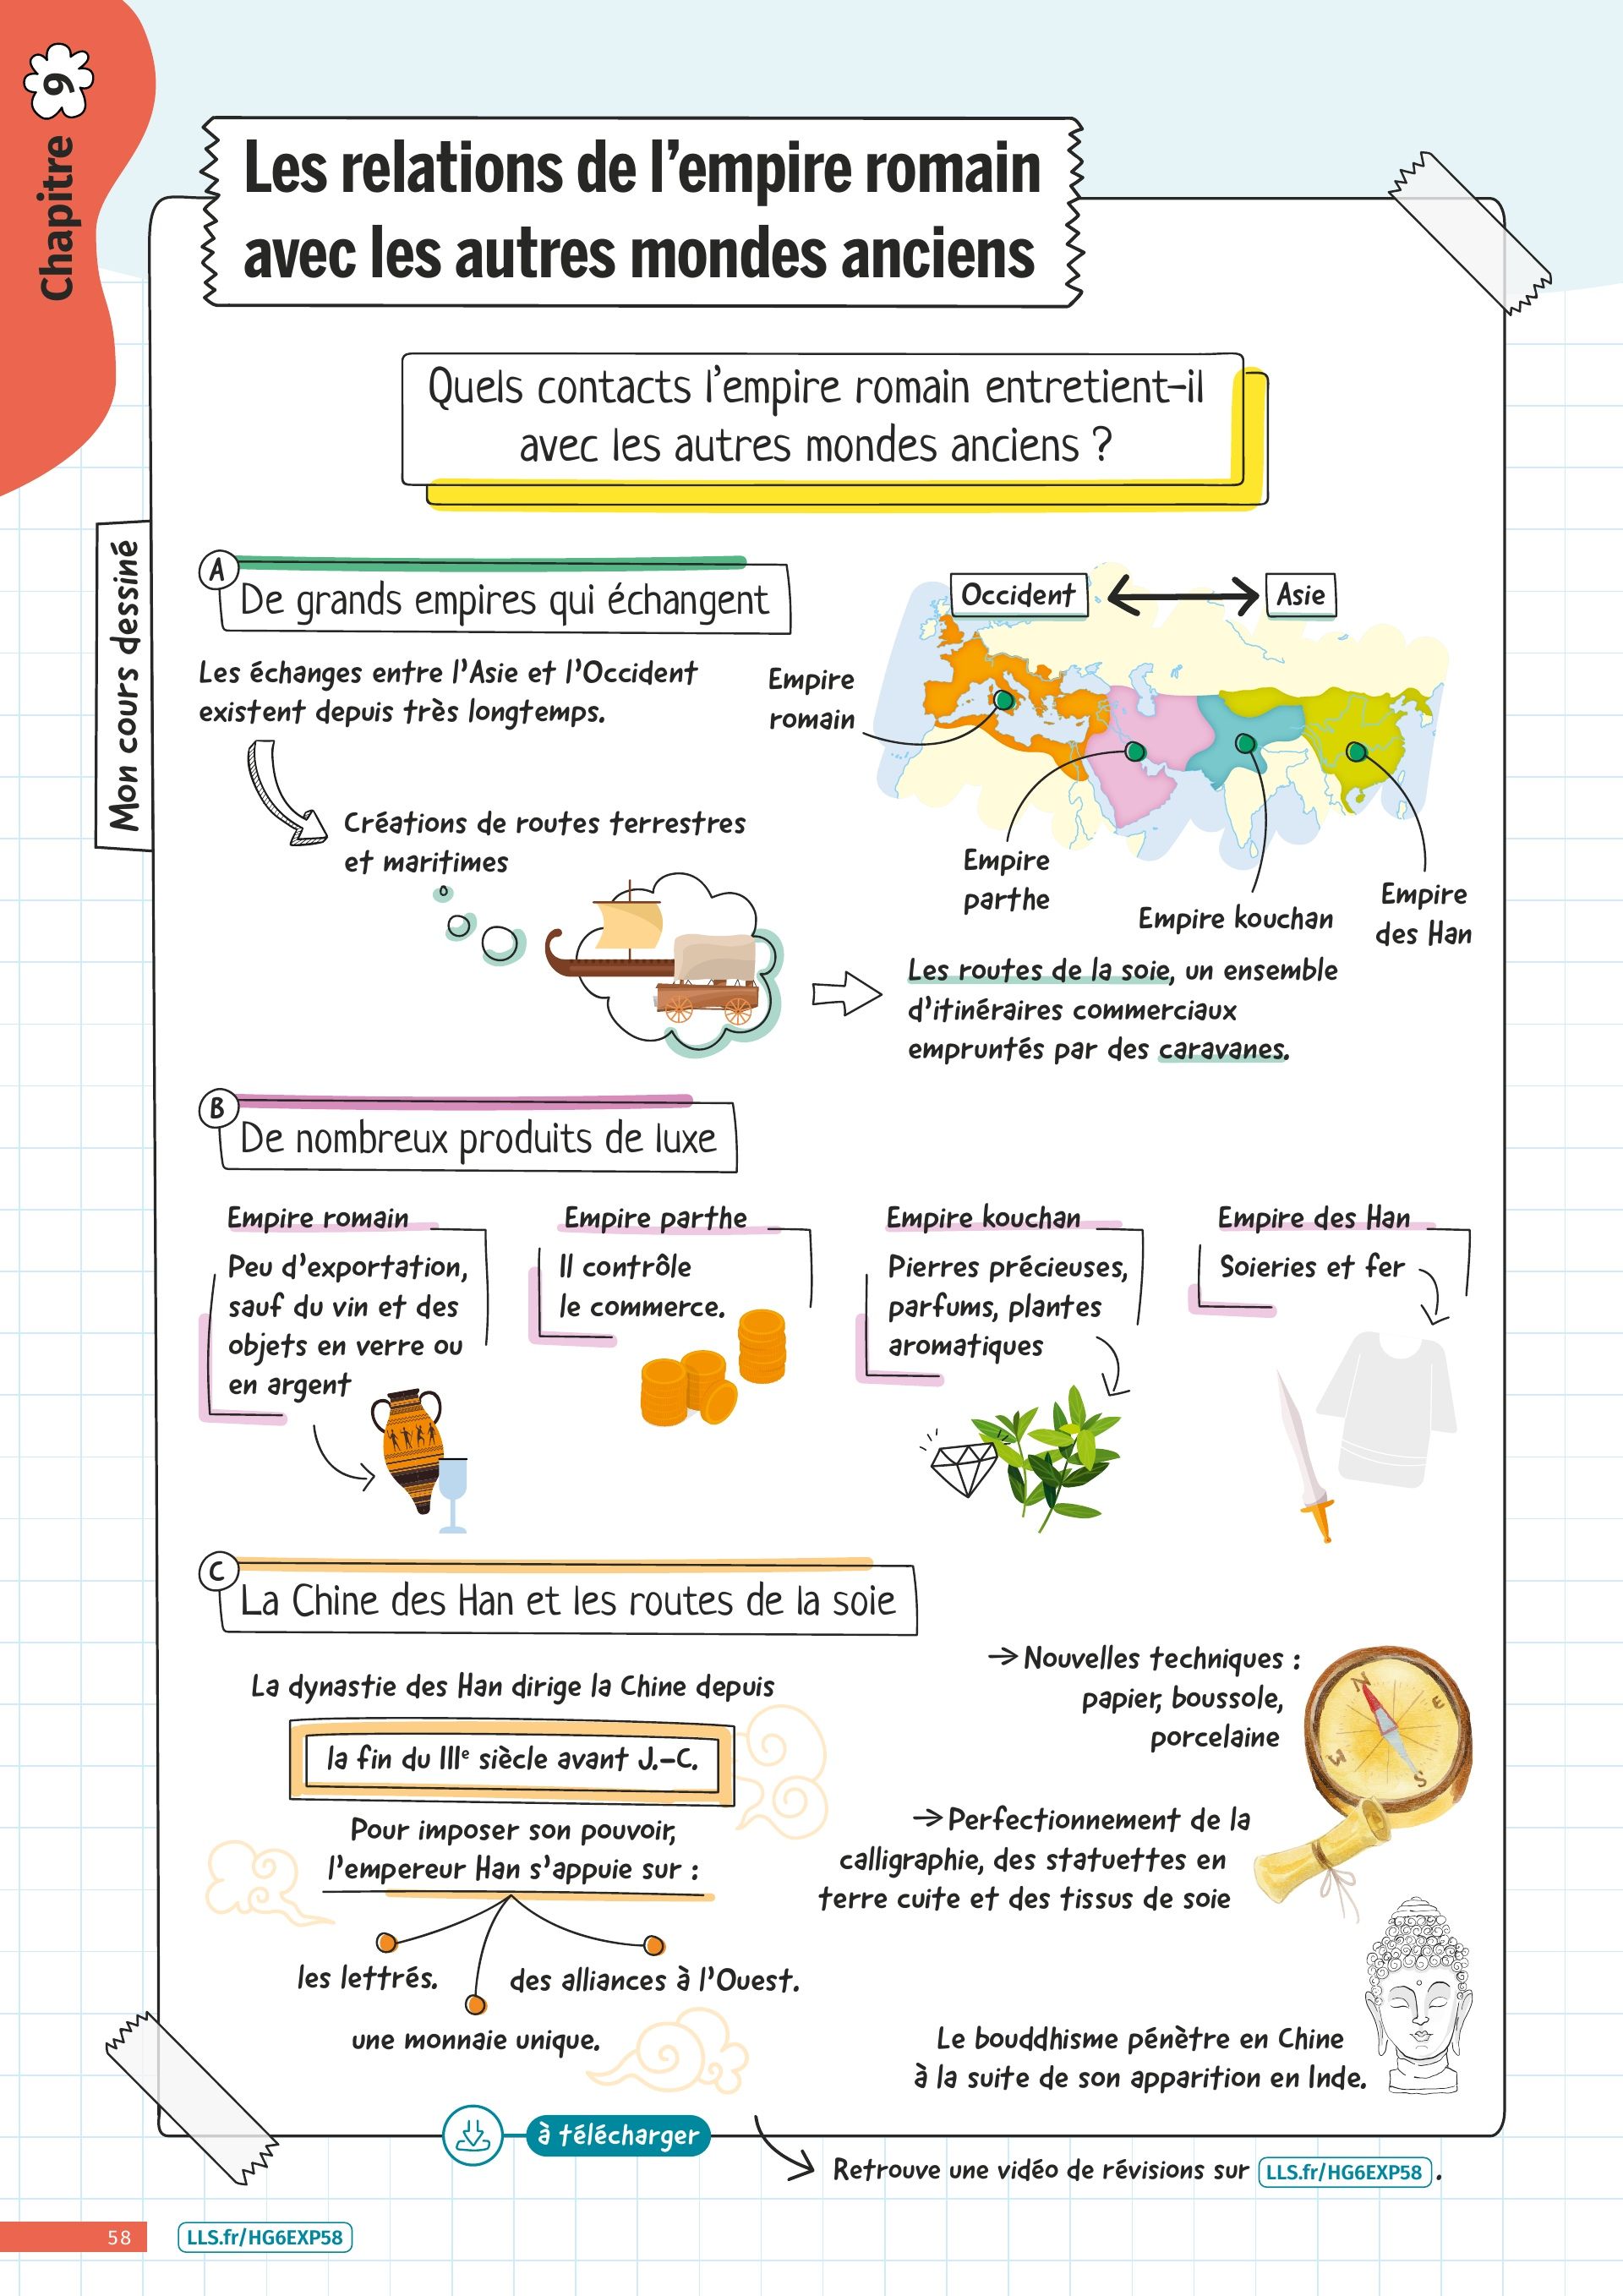 Chapitre 9
Les relations de l'empire romain
avec les autres mondes anciens
Quels contacts l'empire romain entretient-il
avec les autres mondes anciens ?
Mon cours dessiné
A
De grands empires qui échangent
Les échanges entre l'Asie et l'Occident
existent depuis très longtemps.
Créations de routes terrestres
et maritimes
Occident
Asie
Empire
romain
Empire
parthe
Empire kouchan
Empire
des Han
Les routes de la soie, un ensemble
d'itinéraires commerciaux
empruntés par des caravanes.
B
De nombreux produits de luxe
Empire romain
Peu d'exportation,
sauf du vin et des
objets en verre ou
en argent
Empire parthe
Il contrôle
le commerce.
Empire kouchan
Pierres précieuses,
parfums, plantes
aromatiques
Empire des Han
Soieries et fer
C
La Chine des Han et les routes de la soie
La dynastie des Han dirige la Chine depuis
la fin du IIIe siècle avant J.-C.
Pour imposer son pouvoir,
l'empereur Han s'appuie sur :
les lettrés.
des alliances à l'Ouest.
une monnaie unique.
→ Nouvelles techniques :
papier, boussole,
porcelaine
N
E
S
W
→ Perfectionnement de la
calligraphie, des statuettes en
terre cuite et des tissus de soie
Le bouddhisme pénètre en Chine
à la suite de son apparition en Inde.
à télécharger
Retrouve une vidéo de révisions sur LLS.fr/HG6EXP58 .
58
LLS.fr/HG6EXP58